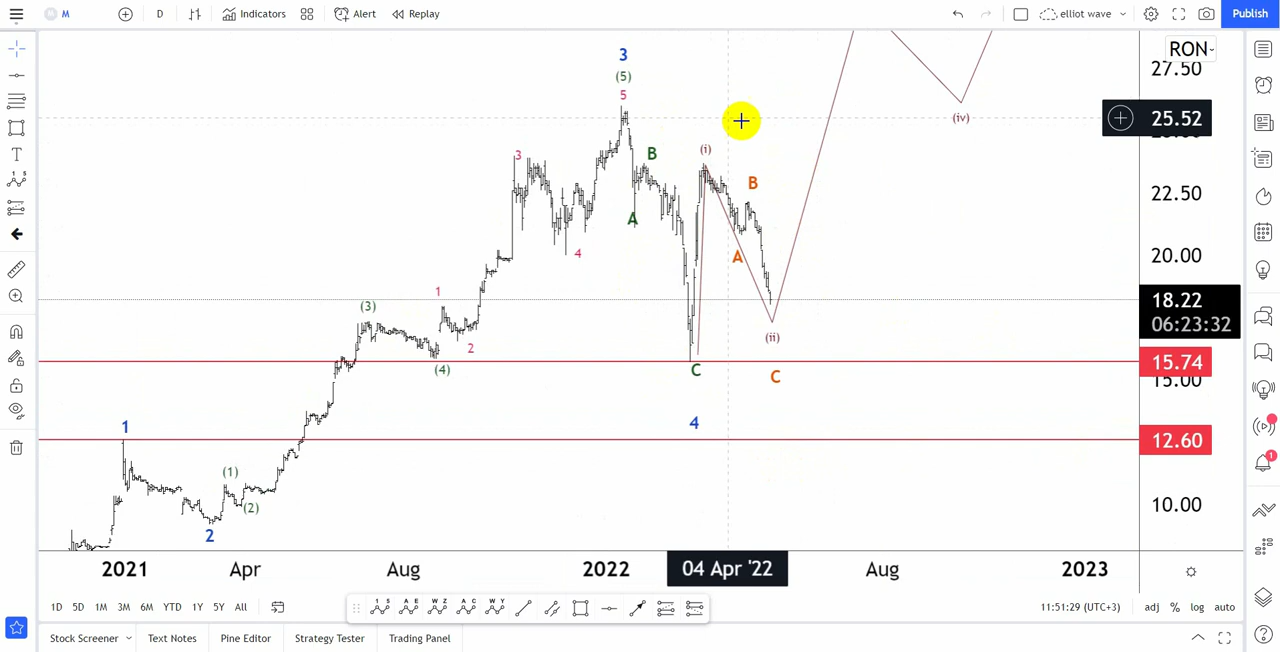 M D Indicators Alert Replay elliot wave Publish
RON
27.50
25.52
22.50
20.00
18.22
06:23:32
15.74
15.00
12.60
10.00
3
(5)
5
3
B
(i)
(iv)
B
A
4
A
1
(3)
2
(ii)
(4)
C
C
4
1
(1)
(2)
2
2021 Apr Aug 2022 04 Apr '22 Aug 2023
1D 5D 1M 3M 6M YTD 1Y 5Y All
11:51:29 (UTC+3) adj % log auto
Stock Screener Text Notes Pine Editor Strategy Tester Trading Panel